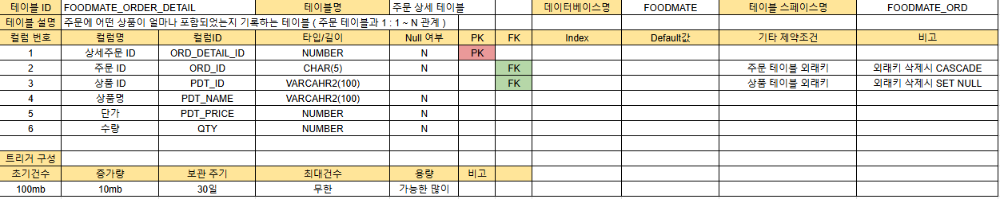 테이블 ID FOODMATE_ORDER_DETAIL 테이블명 주문 상세 테이블 데이터베이스명 FOODMATE 테이블 스페이스명 FOODMATE_ORD
테이블 설명 주문에 어떤 상품이 얼마나 포함되었는지 기록하는 테이블 ( 주문 테이블과 1 : 1 ~ N 관계 )
컬럼 번호 컬럼명 컬럼ID 타입/길이 Null 여부 PK FK Index Default값 기타 제약조건 비고
1 상세주문 ID ORD_DETAIL_ID NUMBER N PK
2 주문 ID ORD_ID CHAR(5) N FK 주문 테이블 외래키 외래키 삭제시 CASCADE
3 상품 ID PDT_ID VARCAHR2(100) FK 상품 테이블 외래키 외래키 삭제시 SET NULL
4 상품명 PDT_NAME VARCAHR2(100) N
5 단가 PDT_PRICE NUMBER N
6 수량 QTY NUMBER N
트리거 구성
초기건수 증가량 보관 주기 최대건수 용량 비고
100mb 10mb 30일 무한 가능한 많이